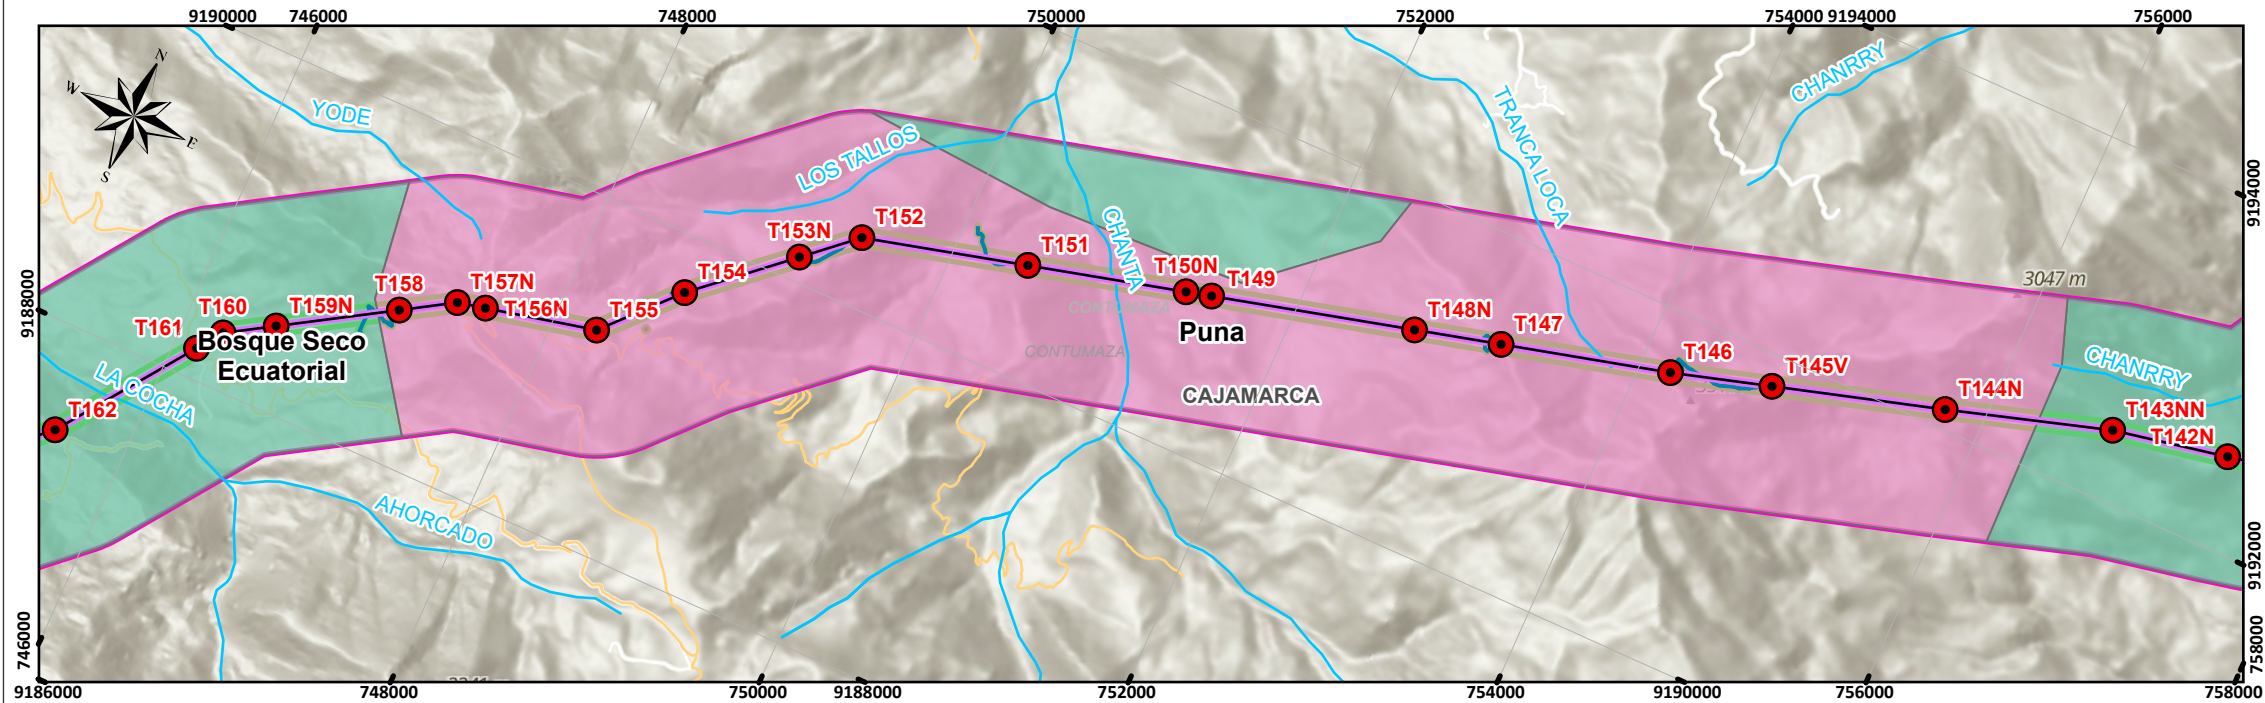 9190000
746000
748000
750000
752000
754000
9194000
756000
N
W
E
S
YODE
LOS TALLOS
CHANTA
TRANCA LOCA
CHANRRY
9194000
3047 m
T153N
T152
T151
T150N
T149
T154
T157N
T158
T156N
T155
T159N
T160
T161
Bosque Seco
Ecuatorial
9188000
CONTUMAZA
Puna
CONTUMAZA
T148N
T147
T146
T145V
T144N
CHANRRY
T143NN
T142N
LA COCHA
T162
CAJAMARCA
AHORCADO
9192000
746000
758000
9186000
748000
750000
9188000
752000
754000
9190000
756000
758000